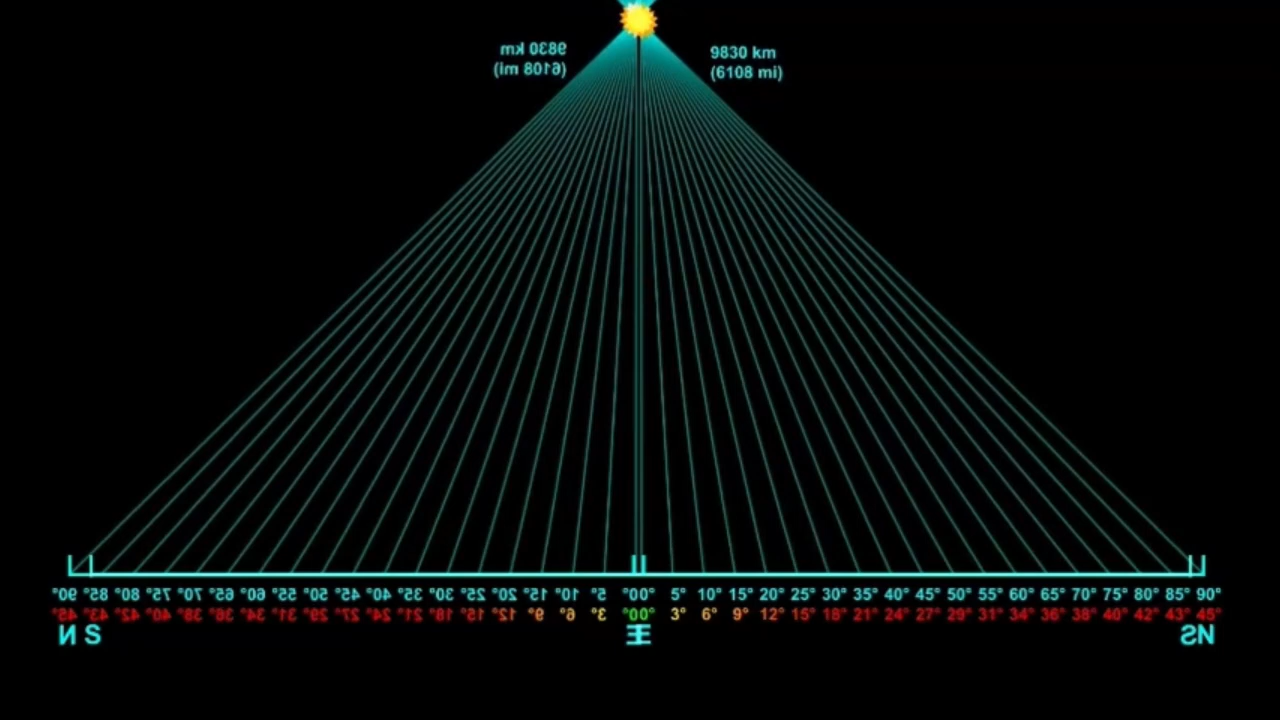 9830 km 9830 km
(6108 mi) (6108 mi)
90° 85° 80° 75° 70° 65° 60° 55° 50° 45° 40° 35° 30° 25° 20° 15° 10° 5° 00° 5° 10° 15° 20° 25° 30° 35° 40° 45° 50° 55° 60° 65° 70° 75° 80° 85° 90°
45° 43° 42° 40° 38° 36° 34° 31° 29° 27° 24° 21° 18° 15° 12° 9° 6° 3° 00° 3° 6° 9° 12° 15° 18° 21° 24° 27° 29° 31° 34° 36° 38° 40° 42° 43° 45°
N S E S N